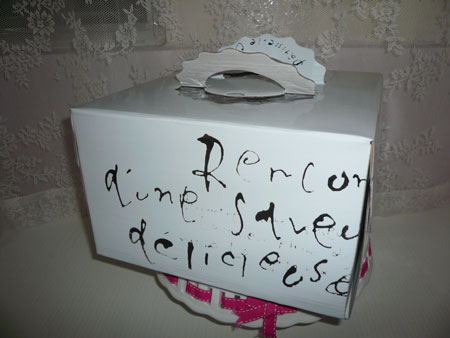 Rencon
d'une saveu
délicieuse